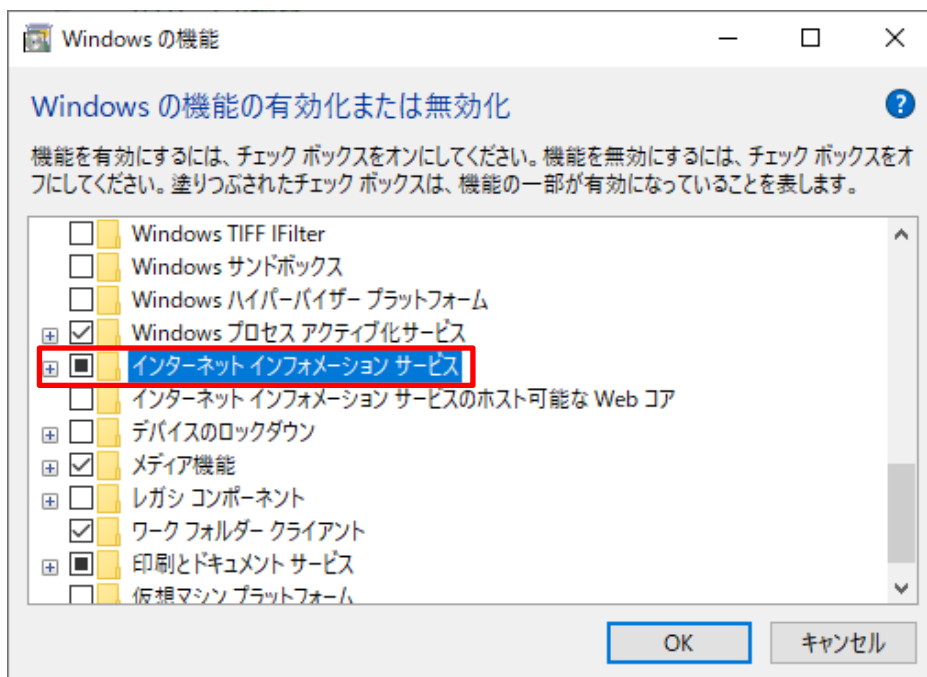 Windows の機能
Windows の機能の有効化または無効化
?
機能を有効にするには、チェック ボックスをオンにしてください。機能を無効にするには、チェック ボックスをオ
フにしてください。塗りつぶされたチェック ボックスは、機能の一部が有効になっていることを表します。
Windows TIFF IFilter
Windows サンドボックス
Windows ハイパーバイザー プラットフォーム
Windows プロセス アクティブ化サービス
インターネット インフォメーション サービス
インターネット インフォメーション サービスのホスト可能な Web コア
デバイスのロックダウン
メディア機能
レガシ コンポーネント
ワーク フォルダー クライアント
印刷とドキュメント サービス
仮想マシン プラットフォーム
OK
キャンセル